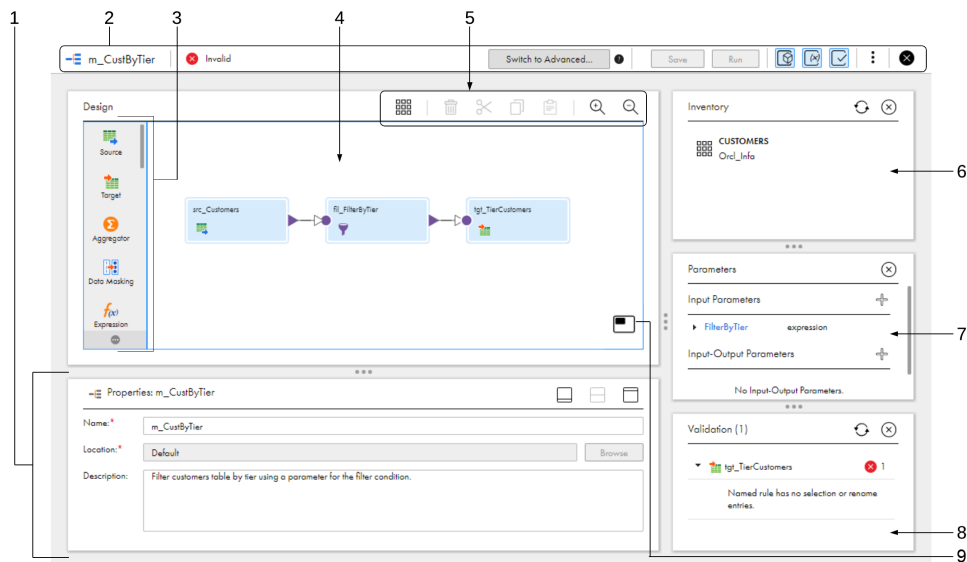 1
2
3
4
5
m_CustByTier
Invalid
Switch to Advanced...
?
Save
Run
Design
Source
Target
Aggregator
Data Masking
Expression
src_Customers
fil_FilterByTier
tgt_TierCustomers
Inventory
CUSTOMERS
Orcl_Info
6
Parameters
Input Parameters
FilterByTier expression
7
Input-Output Parameters
No Input-Output Parameters.
Properties: m_CustByTier
Name:* m_CustByTier
Location:* Default
Browse
Description: Filter customers table by tier using a parameter for the filter condition.
Validation (1)
tgt_TierCustomers 1
Named rule has no selection or rename
entries.
8
9